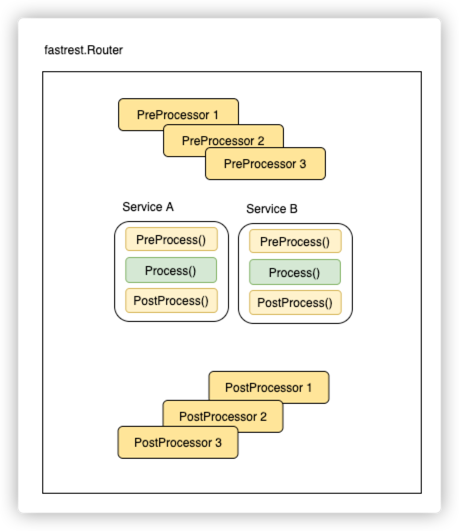 fastrest.Router
PreProcessor 1
PreProcessor 2
PreProcessor 3
Service A
PreProcess()
Process()
PostProcess()
Service B
PreProcess()
Process()
PostProcess()
PostProcessor 1
PostProcessor 2
PostProcessor 3